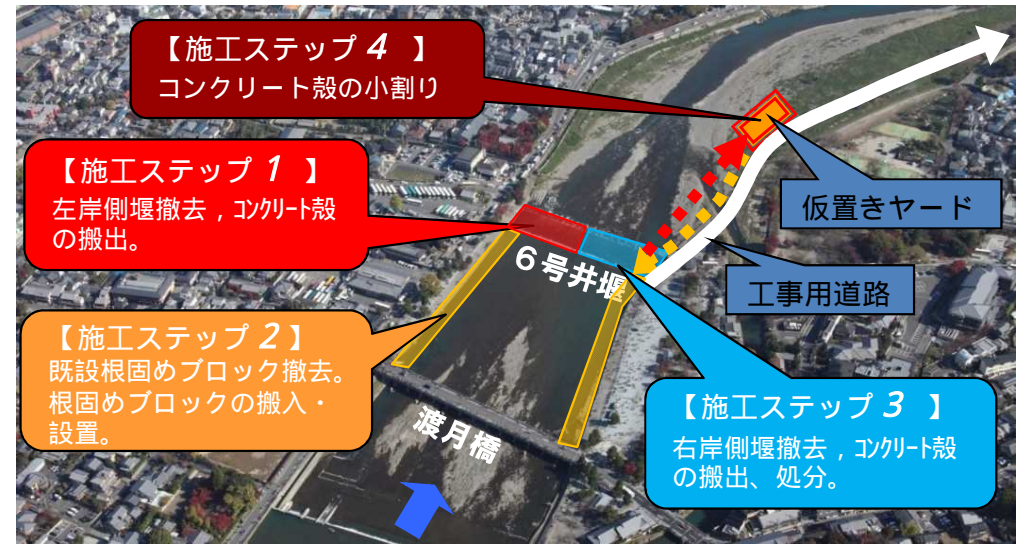 【施工ステップ４ 】
コンクリート殻の小割り
【施工ステップ１ 】
左岸側堰撤去，ｺﾝｸﾘｰﾄ殻
の搬出。
仮置きヤード
６号井堰
工事用道路
【施工ステップ２】
既設根固めブロック撤去。
根固めブロックの搬入・
設置。
渡月橋
【施工ステップ３ 】
右岸側堰撤去，ｺﾝｸﾘｰﾄ殻
の搬出、処分。